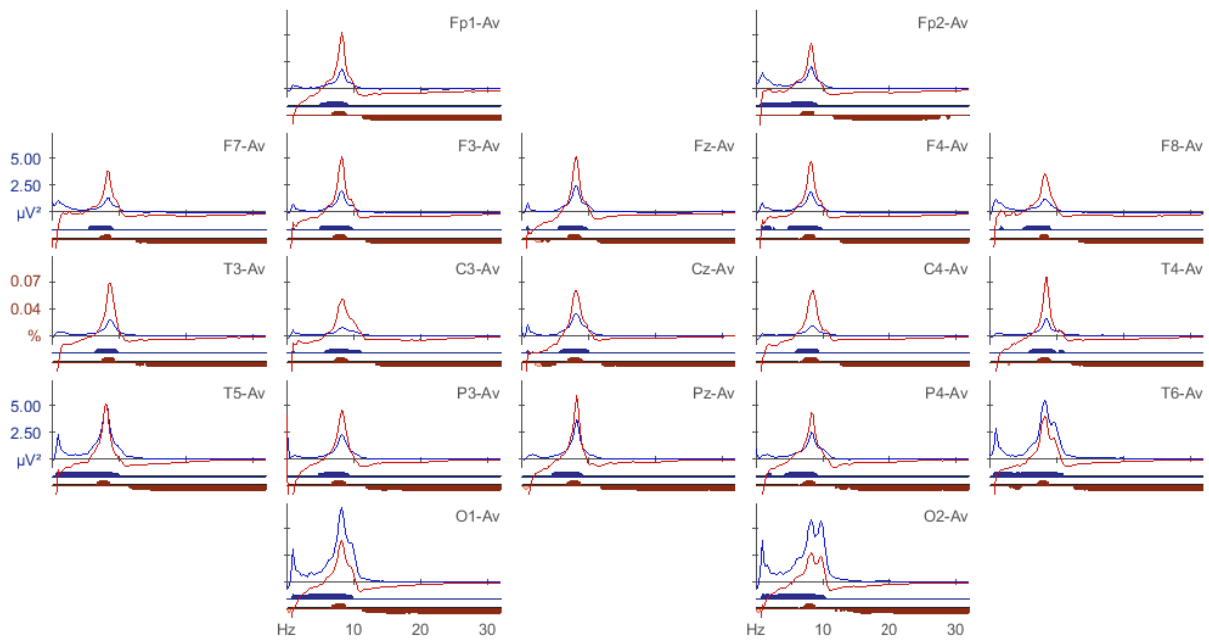 Fp1-Av Fp2-Av
F7-Av F3-Av Fz-Av F4-Av F8-Av
5.00
2.50
µV²
T3-Av C3-Av Cz-Av C4-Av T4-Av
0.07
0.04
%
T5-Av P3-Av Pz-Av P4-Av T6-Av
5.00
2.50
µV²
O1-Av O2-Av
Hz 10 20 30 Hz 10 20 30